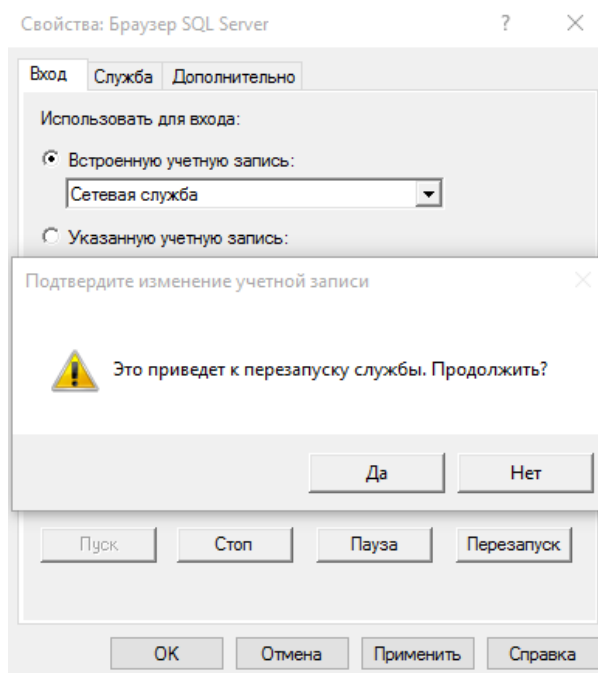 Свойства: Браузер SQL Server
?
Вход Служба Дополнительно
Использовать для входа:
Встроенную учетную запись:
Сетевая служба
Указанную учетную запись:
Подтвердите изменение учетной записи
Это приведет к перезапуску службы. Продолжить?
Да Нет
Пуск Стоп Пауза Перезапуск
OK Отмена Применить Справка